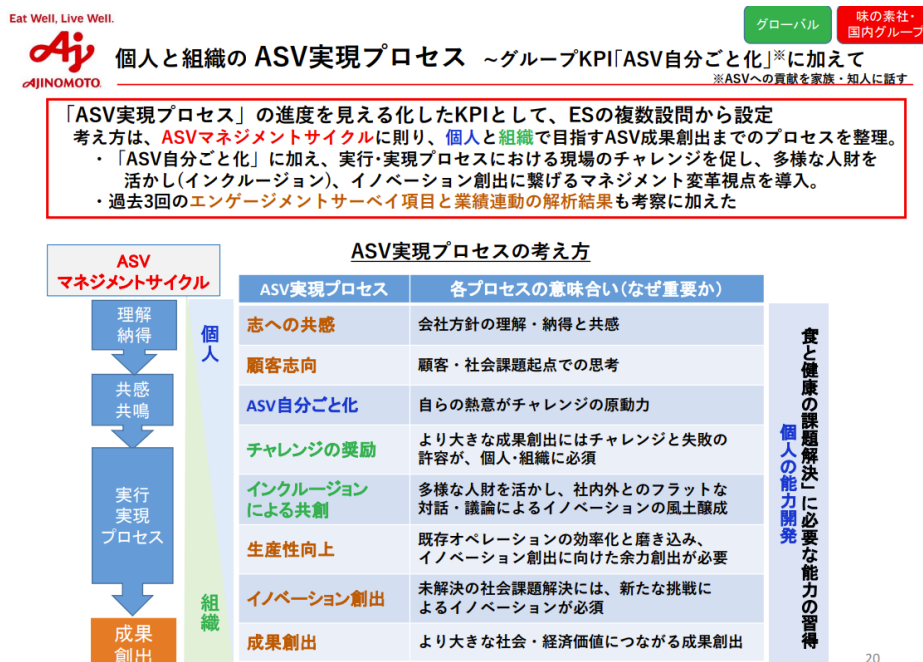 Eat Well, Live Well.
AJINOMOTO
グローバル
味の素社・
国内グループ
個人と組織の ASV実現プロセス ～グループKPI「ASV自分ごと化」※に加えて
※ASVへの貢献を家族・知人に話す
「ASV実現プロセス」の進度を見える化したKPIとして、ESの複数設問から設定
考え方は、ASVマネジメントサイクルに則り、個人と組織で目指すASV成果創出までのプロセスを整理。
・「ASV自分ごと化」に加え、実行･実現プロセスにおける現場のチャレンジを促し、多様な人財を
活かし(インクルージョン)、イノベーション創出に繋げるマネジメント変革視点を導入。
・過去3回のエンゲージメントサーベイ項目と業績連動の解析結果も考察に加えた
ASV実現プロセスの考え方
ASV
マネジメントサイクル
理解
納得
共感
共鳴
実行
実現
プロセス
成果
創出
個人
組織
ASV実現プロセス 各プロセスの意味合い(なぜ重要か)
志への共感 会社方針の理解・納得と共感
顧客志向 顧客・社会課題起点での思考
ASV自分ごと化 自らの熱意がチャレンジの原動力
チャレンジの奨励 より大きな成果創出にはチャレンジと失敗の
許容が、個人･組織に必須
インクルージョン
による共創
多様な人財を活かし、社内外とのフラットな
対話・議論によるイノベーションの風土醸成
生産性向上 既存オペレーションの効率化と磨き込み、
イノベーション創出に向けた余力創出が必要
イノベーション創出 未解決の社会課題解決には、新たな挑戦に
よるイノベーションが必須
成果創出 より大きな社会・経済価値につながる成果創出
食と健康の課題解決」に必要な能力の習得
個人の能力開発
20